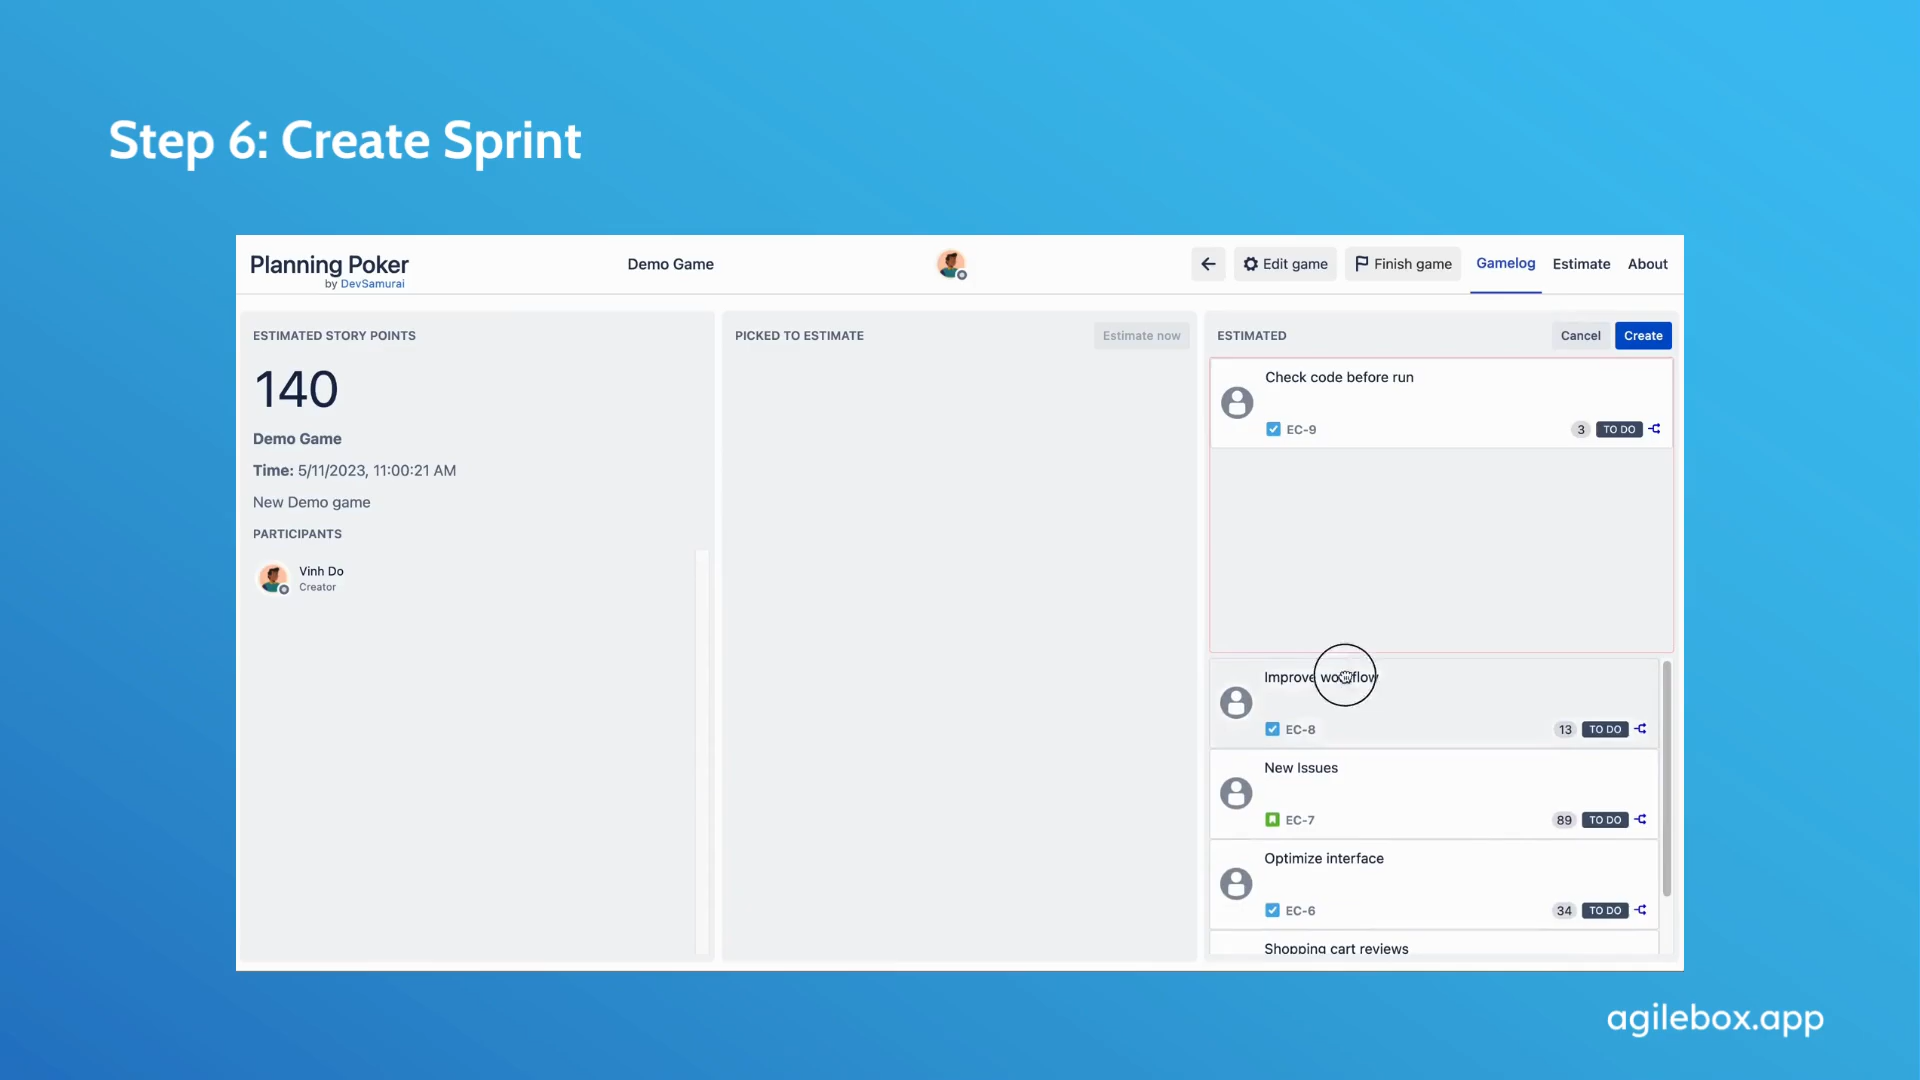 Step 6: Create Sprint
Planning Poker
by DevSamurai
Demo Game
Edit game
Finish game
Gamelog
Estimate
About
ESTIMATED STORY POINTS
140
Demo Game
Time: 5/11/2023, 11:00:21 AM
New Demo game
PARTICIPANTS
Vinh Do
Creator
PICKED TO ESTIMATE
Estimate now
ESTIMATED
Cancel
Create
Check code before run
EC-9
3
TO DO
Improve workflow
EC-8
13
TO DO
New Issues
EC-7
89
TO DO
Optimize interface
EC-6
34
TO DO
Shopping cart reviews
agilebox.app